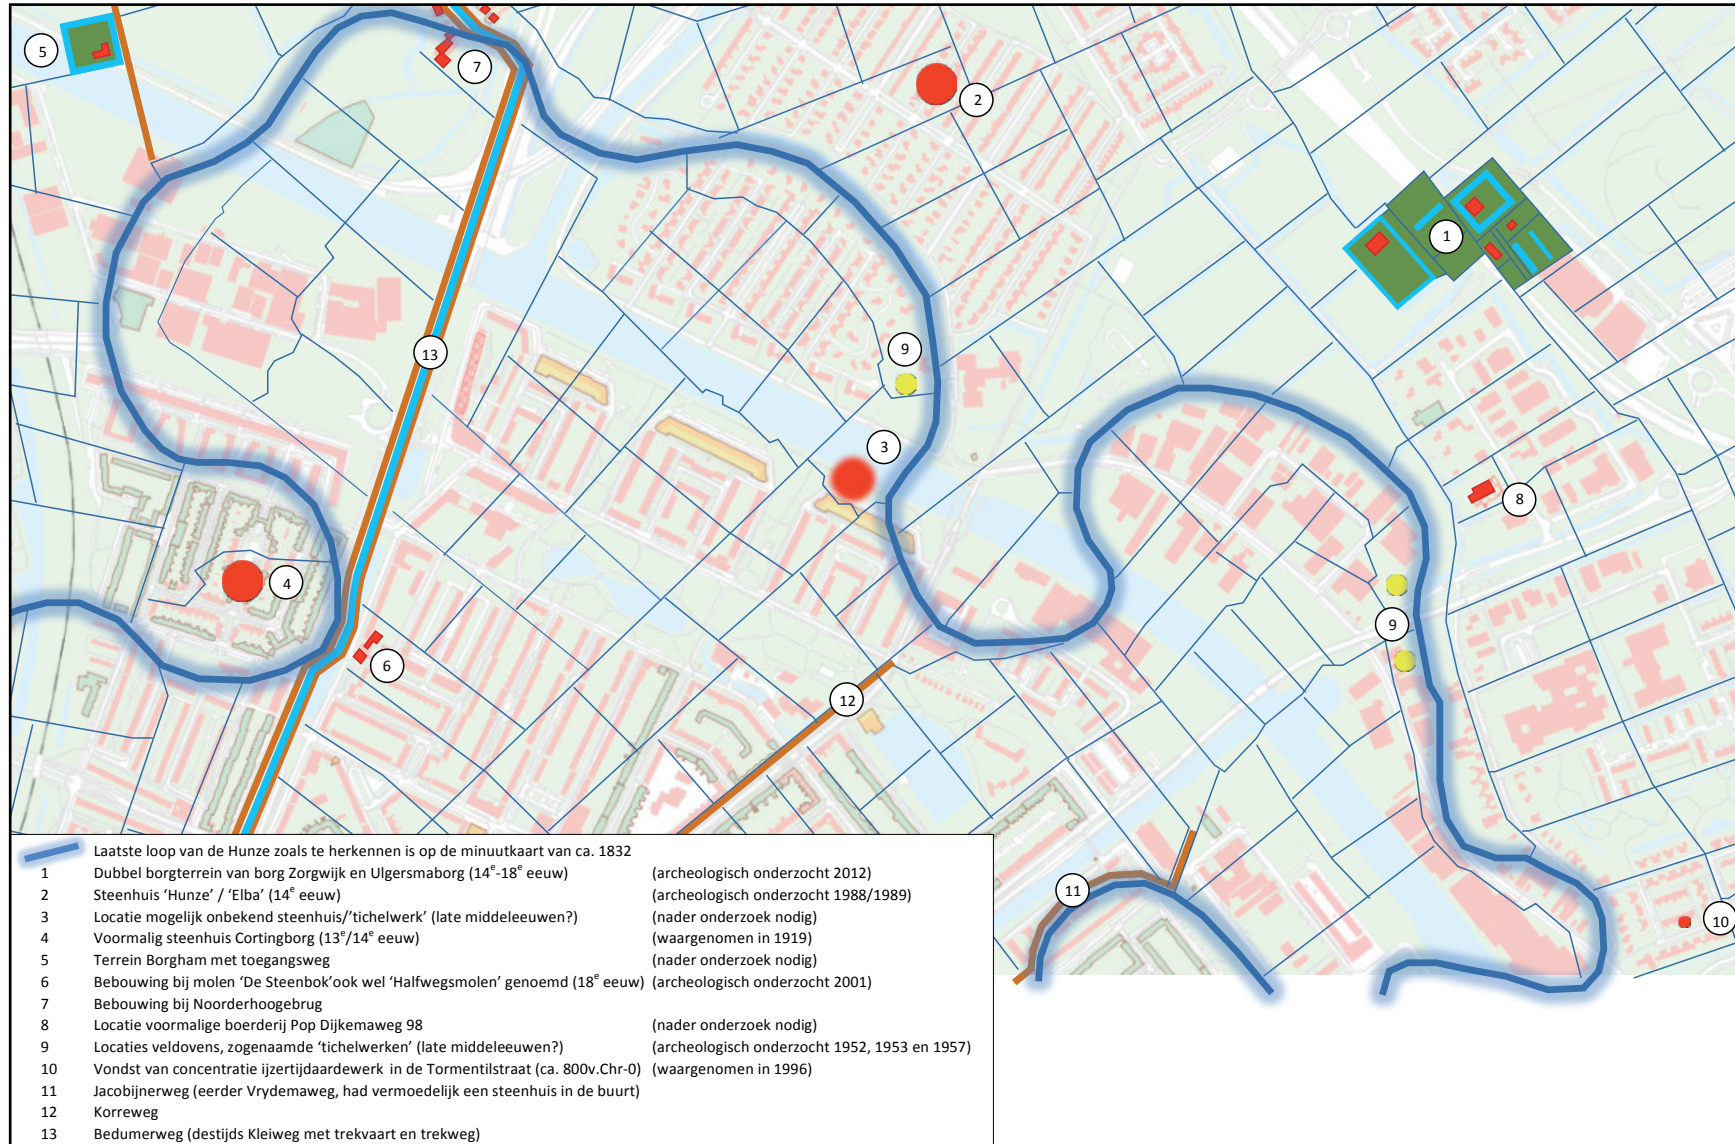 5
7
2
1
13
9
3
8
4
9
6
12
11
10
Laatste loop van de Hunze zoals te herkennen is op de minuutkaart van ca. 1832
1 Dubbel borgterrein van borg Zorgwijk en Ulgersmaborg (14e-18e eeuw) (archeologisch onderzocht 2012)
2 Steenhuis ‘Hunze’ / ‘Elba’ (14e eeuw) (archeologisch onderzocht 1988/1989)
3 Locatie mogelijk onbekend steenhuis/’tichelwerk’ (late middeleeuwen?) (nader onderzoek nodig)
4 Voormalig steenhuis Cortingborg (13e/14e eeuw) (waargenomen in 1919)
5 Terrein Borgham met toegangsweg (nader onderzoek nodig)
6 Bebouwing bij molen ‘De Steenbok’ook wel ‘Halfwegsmolen’ genoemd (18e eeuw) (archeologisch onderzocht 2001)
7 Bebouwing bij Noorderhoogebrug
8 Locatie voormalige boerderij Pop Dijkemaweg 98 (nader onderzoek nodig)
9 Locaties veldovens, zogenaamde ‘tichelwerken’ (late middeleeuwen?) (archeologisch onderzocht 1952, 1953 en 1957)
10 Vondst van concentratie ijzertijdaardewerk in de Tormentilstraat (ca. 800v.Chr-0) (waargenomen in 1996)
11 Jacobijnerweg (eerder Vrydemaweg, had vermoedelijk een steenhuis in de buurt)
12 Korreweg
13 Bedumerweg (destijds Kleiweg met trekvaart en trekweg)